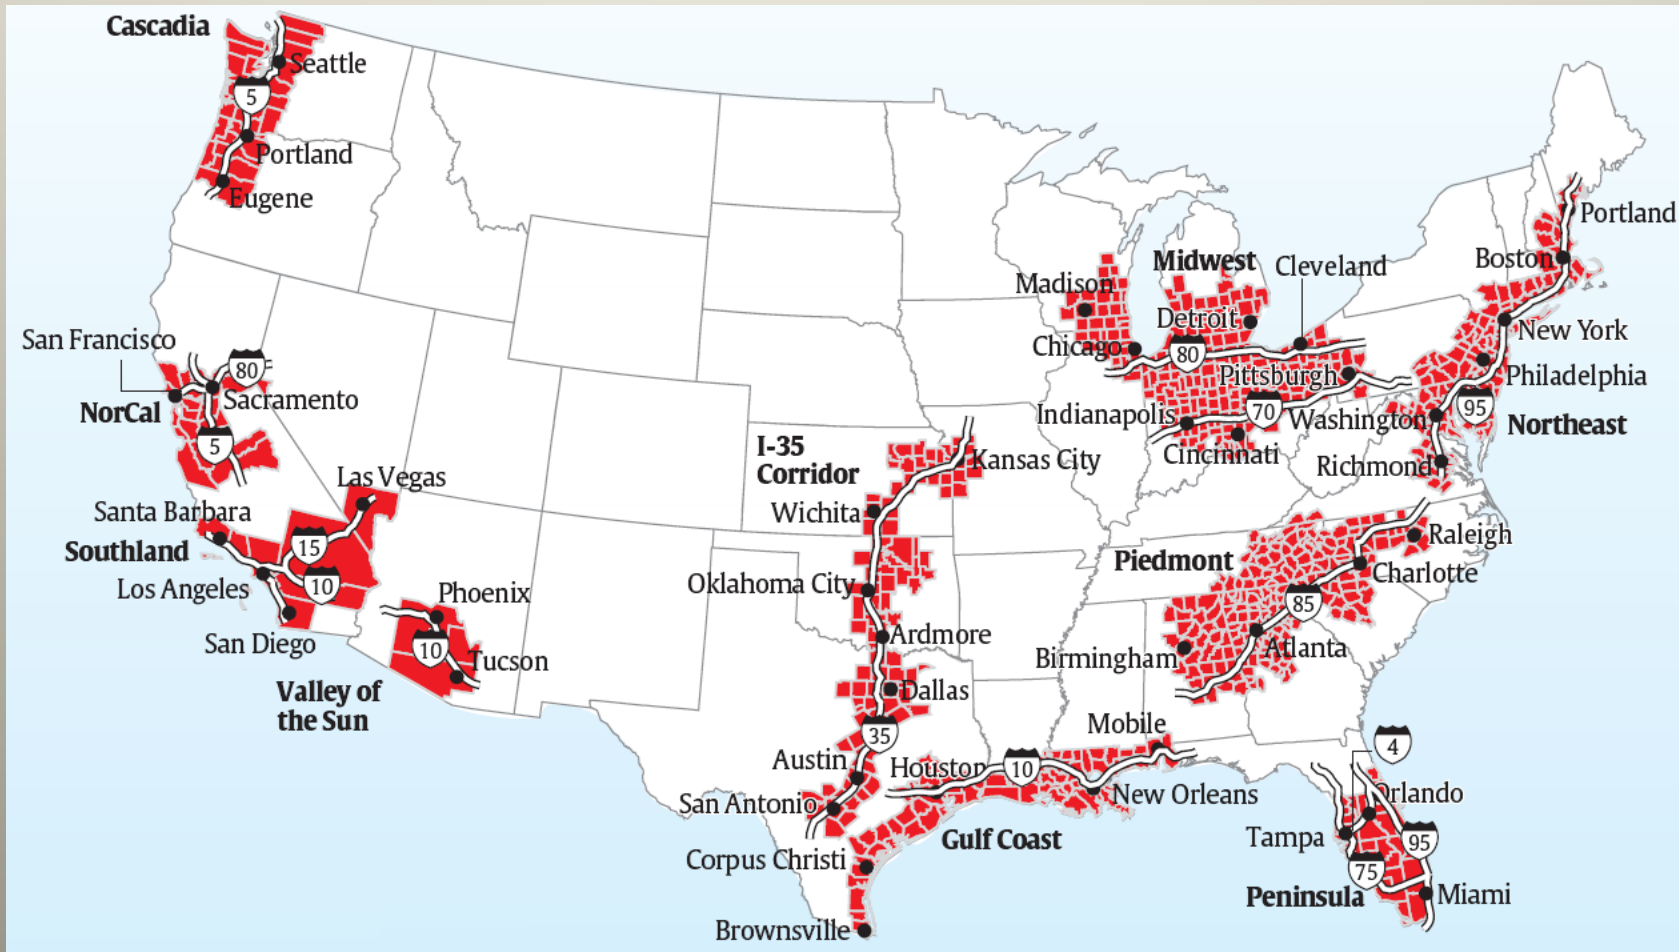 Cascadia
Seattle
5
Portland
Eugene
San Francisco
80
Sacramento
NorCal
5
Las Vegas
Santa Barbara
15
Southland
10
Los Angeles
San Diego
Phoenix
10
Tucson
Valley of
the Sun
I-35
Corridor
Kansas City
Wichita
Oklahoma City
Ardmore
Dallas
35
Austin
San Antonio
Houston
10
Mobile
New Orleans
Gulf Coast
Corpus Christi
Brownsville
Midwest
Cleveland
Madison
Detroit
Chicago
80
Pittsburgh
Indianapolis
70
Cincinnati
Portland
Boston
New York
Philadelphia
95
Washington
Northeast
Richmond
Piedmont
Raleigh
Charlotte
85
Atlanta
Birmingham
4
Orlando
Tampa
95
75
Peninsula
Miami